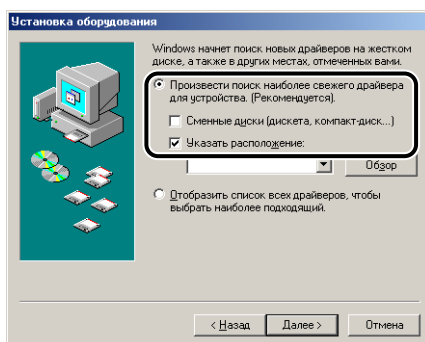 Установка оборудования
Windows начнет поиск новых драйверов на жестком
диске, а также в других местах, отмеченных вами.
Произвести поиск наиболее свежего драйвера
для устройства. (Рекомендуется).
Сменные диски (дискета, компакт-диск...)
Указать расположение:
Обзор
Отобразить список всех драйверов, чтобы
выбрать наиболее подходящий.
< Назад Далее > Отмена